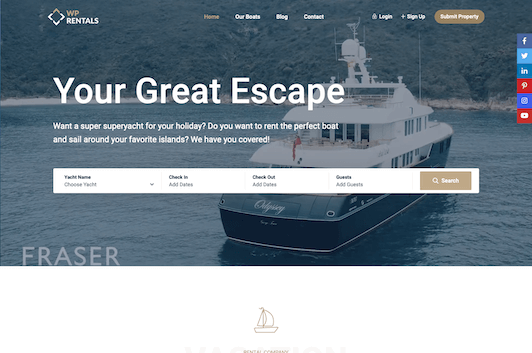 WP
RENTALS
Home
Our Boats
Blog
Contact
Login
Sign Up
Submit Property
Your Great Escape
Want a super superyacht for your holiday? Do you want to rent the perfect boat
and sail around your favorite islands? We have you covered!
Yacht Name
Choose Yacht
Check In
Add Dates
Check Out
Add Dates
Guests
Add Guests
Search
Odyssey
FRASER
RENTAL COMPANY